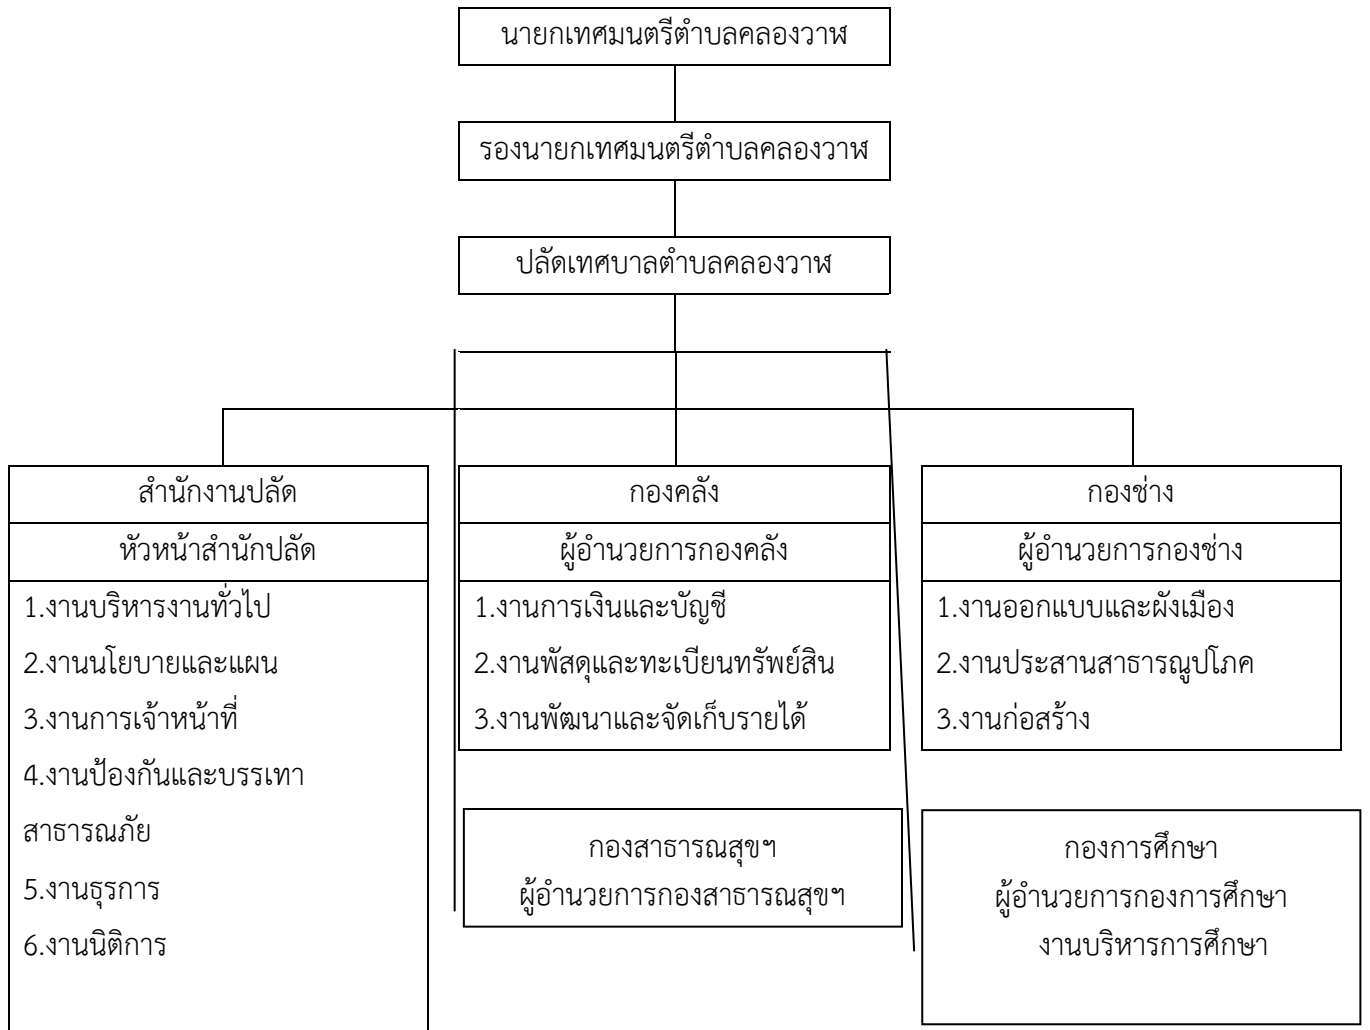 นายกเทศมนตรีตำบลคลองวาฬ
รองนายกเทศมนตรีตำบลคลองวาฬ
ปลัดเทศบาลตำบลคลองวาฬ
สำนักงานปลัด
หัวหน้าสำนักปลัด
1.งานบริหารงานทั่วไป
2.งานนโยบายและแผน
3.งานการเจ้าหน้าที่
4.งานป้องกันและบรรเทา
สาธารณภัย
5.งานธุรการ
6.งานนิติการ
กองคลัง
ผู้อำนวยการกองคลัง
1.งานการเงินและบัญชี
2.งานพัสดุและทะเบียนทรัพย์สิน
3.งานพัฒนาและจัดเก็บรายได้
กองช่าง
ผู้อำนวยการกองช่าง
1.งานออกแบบและผังเมือง
2.งานประสานสาธารณูปโภค
3.งานก่อสร้าง
กองสาธารณสุขฯ
ผู้อำนวยการกองสาธารณสุขฯ
กองการศึกษา
ผู้อำนวยการกองการศึกษา
งานบริหารการศึกษา